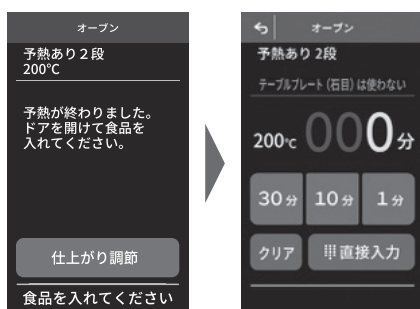 オーブン
予熱あり2段
200℃
予熱が終わりました。
ドアを開けて食品を
入れてください。
仕上がり調節
食品を入れてください
オーブン
予熱あり 2段
テーブルプレート(石目)は使わない
200℃ 000分
30分 10分 1分
クリア 直接入力